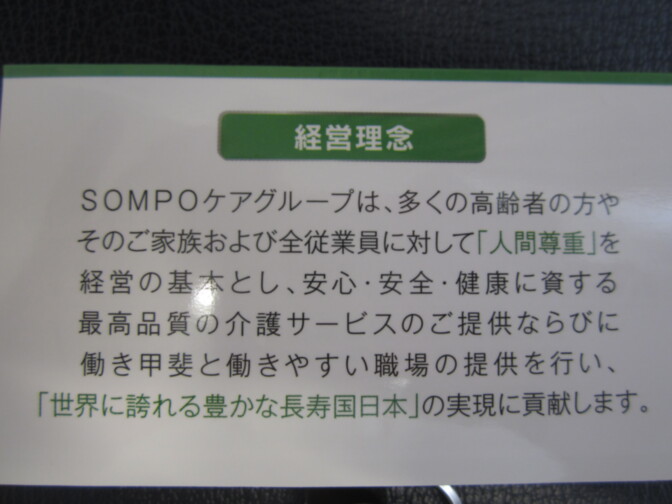 経営理念
SOMPOケアグループは、多くの高齢者の方や
そのご家族および全従業員に対して「人間尊重」を
経営の基本とし、安心・安全・健康に資する
最高品質の介護サービスのご提供ならびに
働き甲斐と働きやすい職場の提供を行い、
「世界に誇れる豊かな長寿国日本」の実現に貢献します。